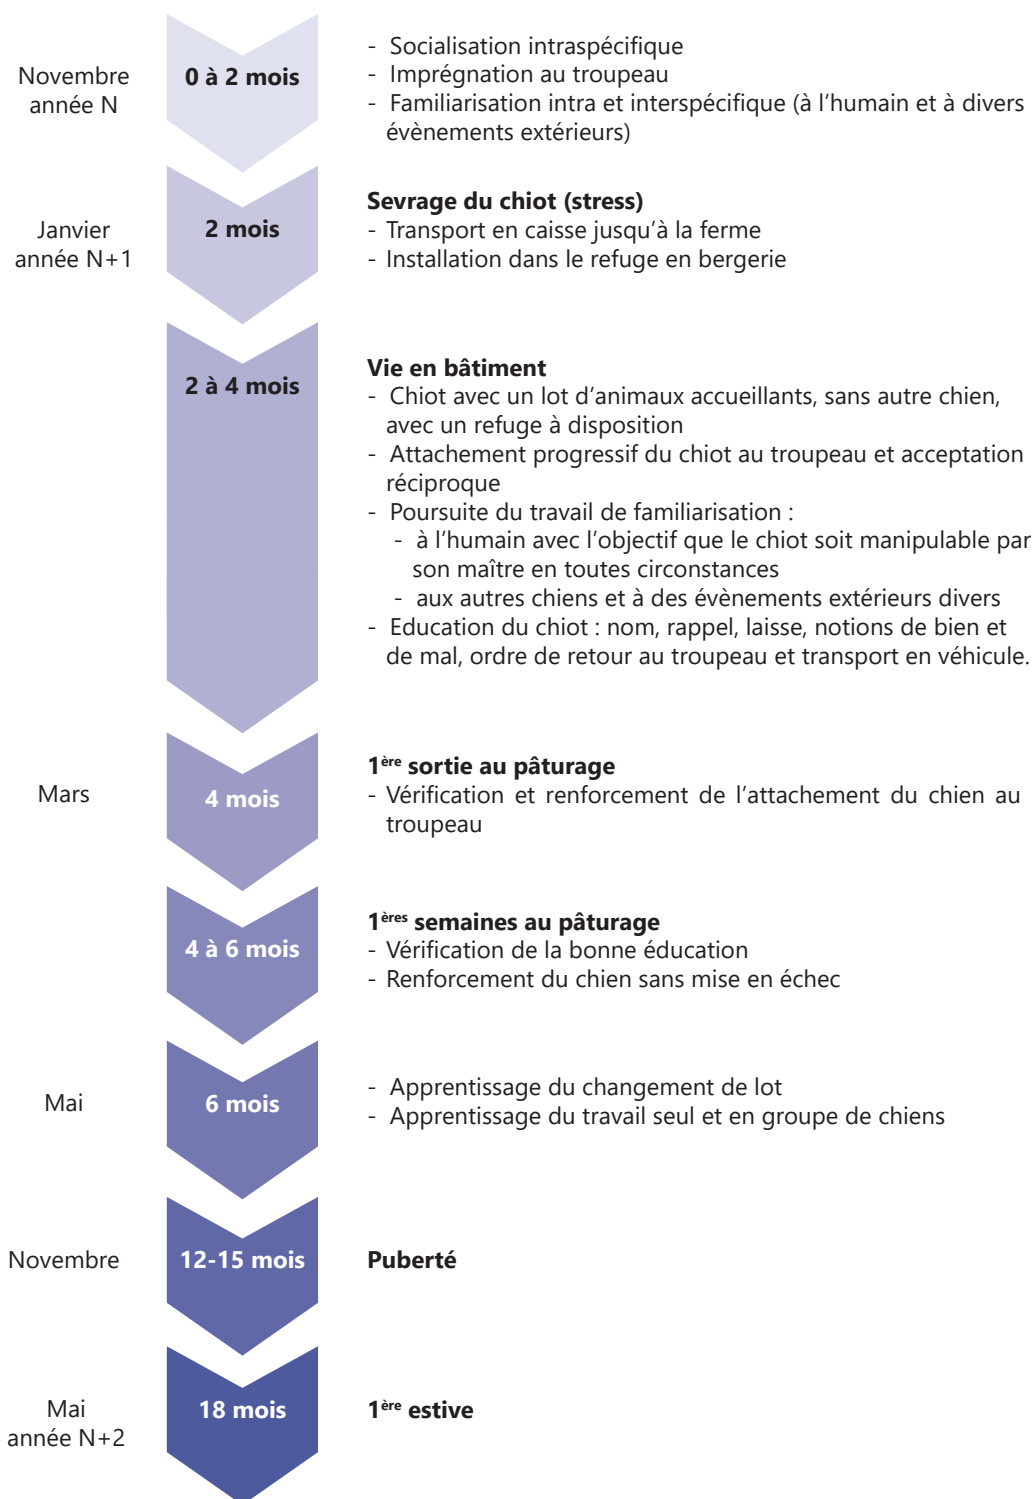 Novembre
année N
0 à 2 mois
- Socialisation intraspécifique
- Imprégnation au troupeau
- Familiarisation intra et interspécifique (à l'humain et à divers
évènements extérieurs)
Janvier
année N+1
2 mois
Sevrage du chiot (stress)
- Transport en caisse jusqu'à la ferme
- Installation dans le refuge en bergerie
2 à 4 mois
Vie en bâtiment
- Chiot avec un lot d'animaux accueillants, sans autre chien,
avec un refuge à disposition
- Attachement progressif du chiot au troupeau et acceptation
réciproque
- Poursuite du travail de familiarisation :
- à l'humain avec l'objectif que le chiot soit manipulable par
son maître en toutes circonstances
- aux autres chiens et à des évènements extérieurs divers
- Education du chiot : nom, rappel, laisse, notions de bien et
de mal, ordre de retour au troupeau et transport en véhicule.
Mars
4 mois
1ère sortie au pâturage
- Vérification et renforcement de l'attachement du chien au
troupeau
4 à 6 mois
1ères semaines au pâturage
- Vérification de la bonne éducation
- Renforcement du chien sans mise en échec
Mai
6 mois
- Apprentissage du changement de lot
- Apprentissage du travail seul et en groupe de chiens
Novembre
12-15 mois
Puberté
Mai
année N+2
18 mois
1ère estive